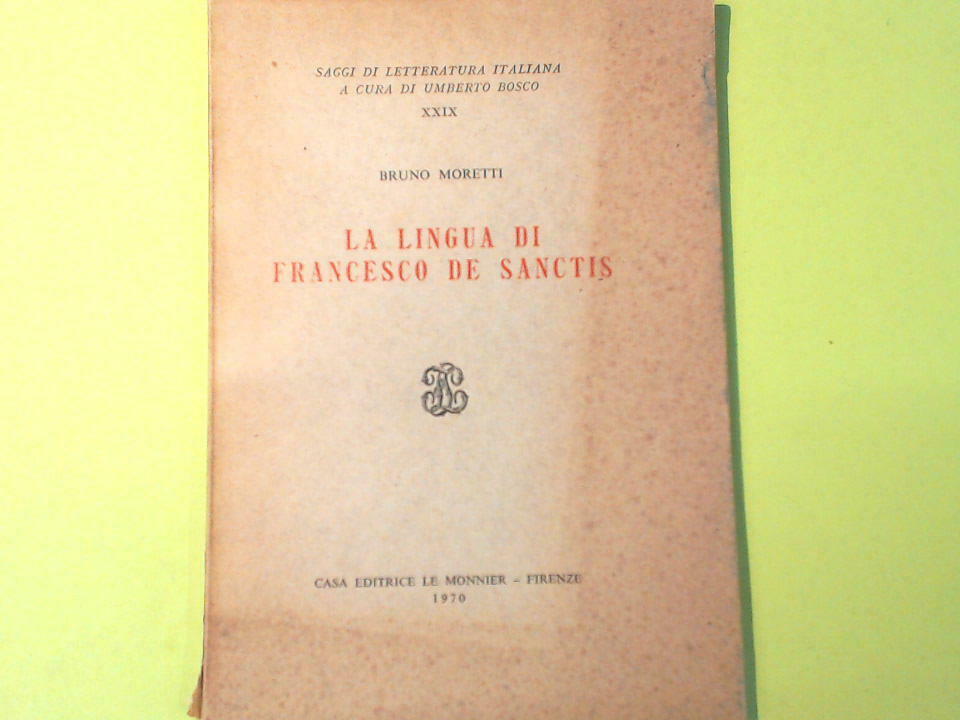 SAGGI DI LETTERATURA ITALIANA
A CURA DI UMBERTO BOSCO
XXIX
BRUNO MORETTI
LA LINGUA DI
FRANCESCO DE SANCTIS
CASA EDITRICE LE MONNIER – FIRENZE
1970